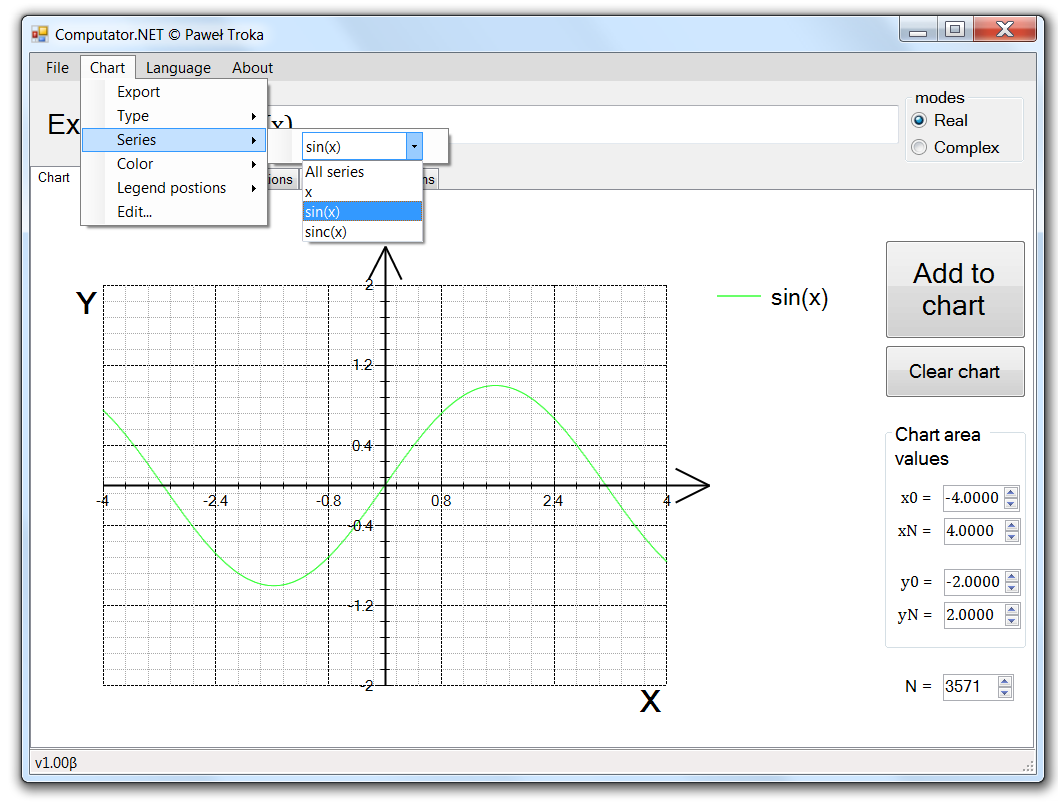 Computator.NET © Paweł Troka
File Chart Language About
Export
Type
Series
Color
Legend postions
Edit...
Ex
x)
sin(x)
All series
x
sin(x)
sinc(x)
modes
Real
Complex
Chart
ions
ns
Add to
chart
Clear chart
Chart area
values
x0 = -4.0000
xN = 4.0000
y0 = -2.0000
yN = 2.0000
N = 3571
sin(x)
Y
2
1.2
0.4
-4 -2.4 -0.8 0.8 2.4 4
-0.4
-1.2
-2
X
v1.00β